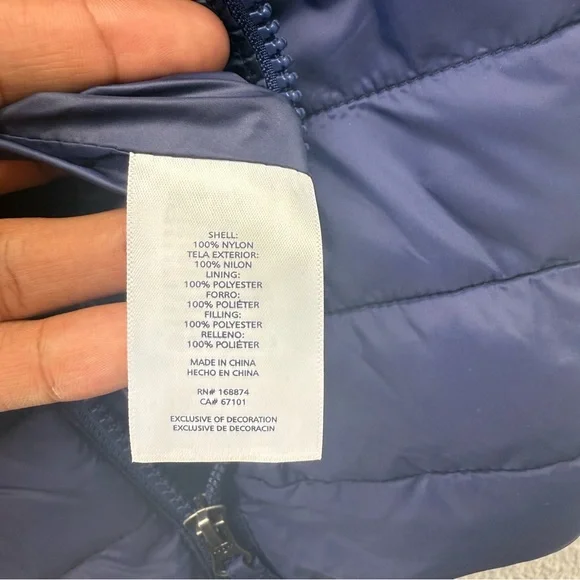 SHELL:
100% NYLON
TELA EXTERIOR:
100% NILON
LINING:
100% POLYESTER
FORRO:
100% POLIÉTER
FILLING:
100% POLYESTER
RELLENO:
100% POLIÉTER
MADE IN CHINA
HECHO EN CHINA
RN# 168874
CA# 67101
EXCLUSIVE OF DECORATION
EXCLUSIVE DE DECORACIN